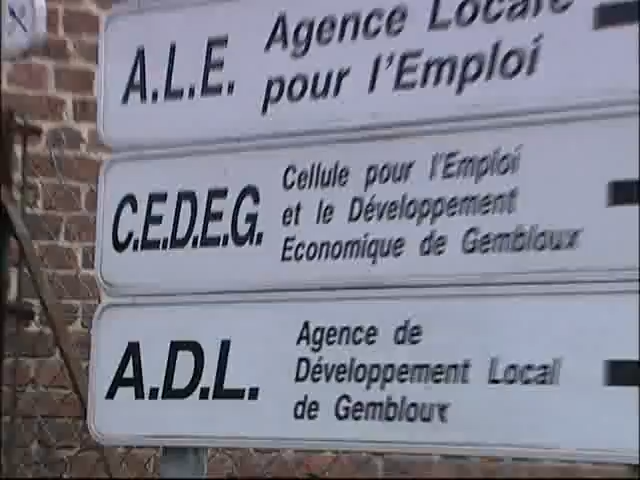 A.L.E. Agence Locale
pour l'Emploi
C.E.D.E.G. Cellule pour l'Emploi
et le Développement
Economique de Gembloux
A.D.L. Agence de
Développement Local
de Gembloux